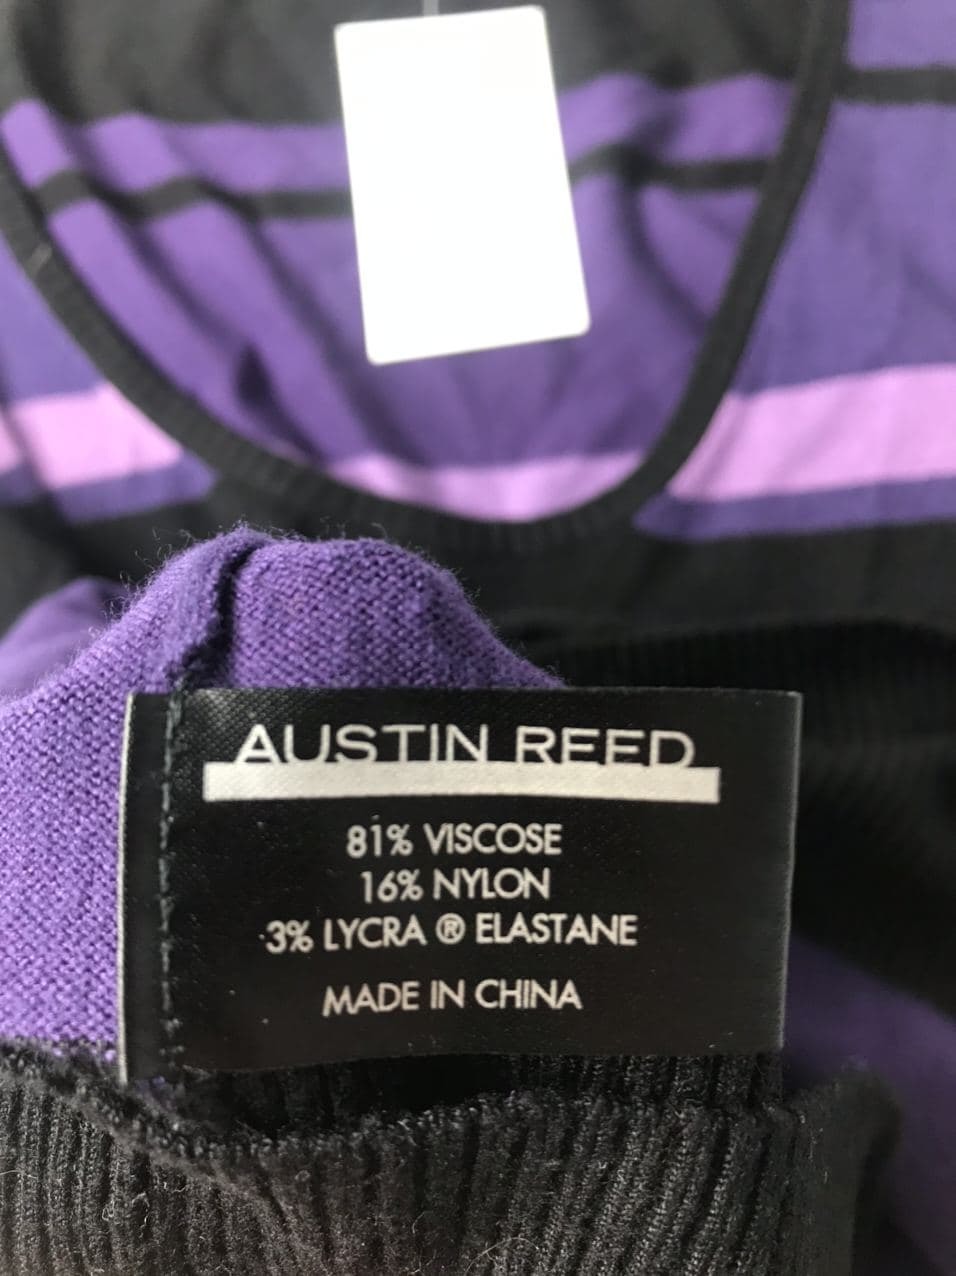 AUSTIN REED
81% VISCOSE
16% NYLON
3% LYCRA ® ELASTANE
MADE IN CHINA